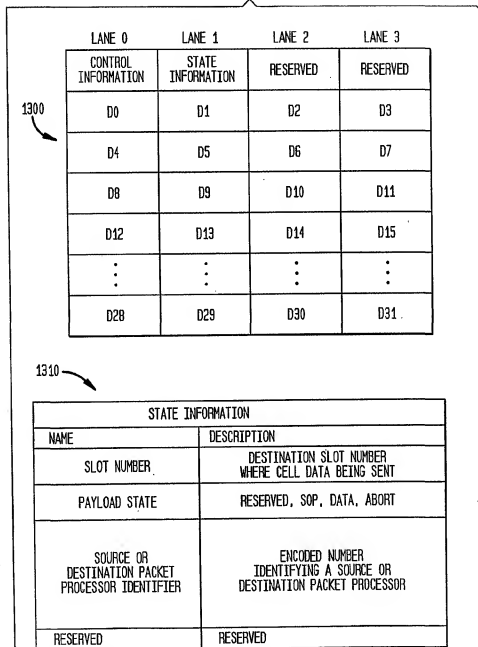 LANE 0 LANE 1 LANE 2 LANE 3
CONTROL INFORMATION STATE INFORMATION RESERVED RESERVED
1300
D0 D1 D2 D3
D4 D5 D6 D7
D8 D9 D10 D11
D12 D13 D14 D15
D28 D29 D30 D31
1310
STATE INFORMATION
NAME DESCRIPTION
SLOT NUMBER DESTINATION SLOT NUMBER
WHERE CELL DATA BEING SENT
PAYLOAD STATE RESERVED, SOP, DATA, ABORT
SOURCE OR
DESTINATION PACKET
PROCESSOR IDENTIFIER
ENCODED NUMBER
IDENTIFYING A SOURCE OR
DESTINATION PACKET PROCESSOR
RESERVED RESERVED